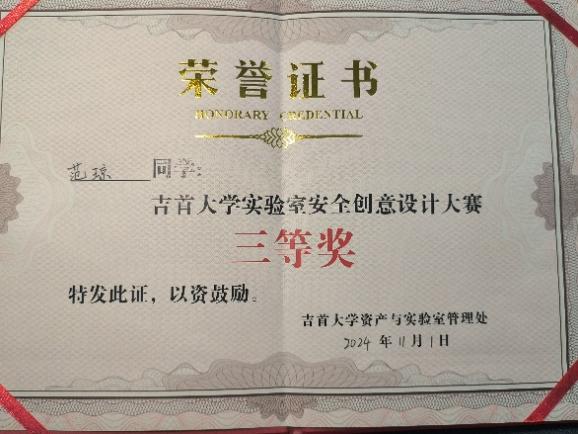 荣誉证书
HONORARY CREDENTIAL
范琼 同学:
吉首大学实验室安全创意设计大赛
三等奖
特发此证，以资鼓励。
吉首大学资产与实验室管理处
2024 年 11 月 1 日